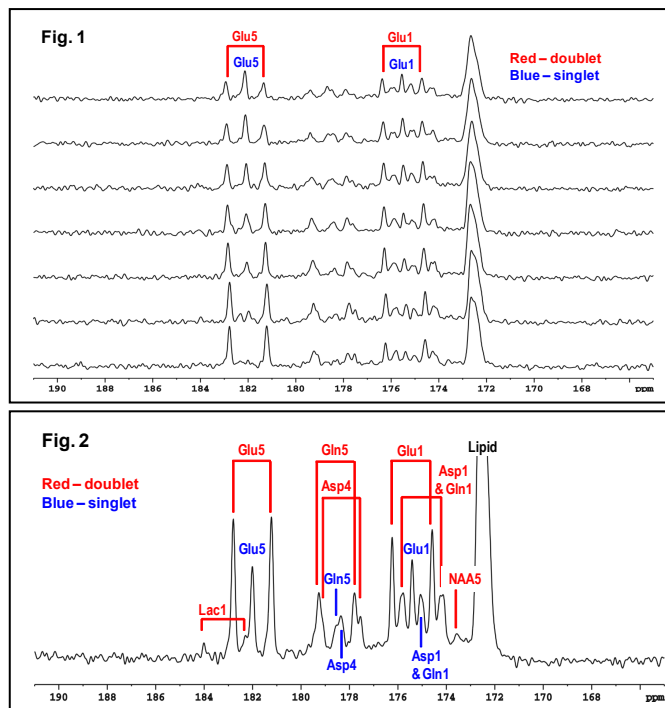 Fig. 1
Glu5
Glu5
Glu1
Glu1
Red – doublet
Blue – singlet
190 188 186 184 182 180 178 176 174 172 170 168 ppm
Fig. 2
Red – doublet
Blue – singlet
Glu5
Gln5
Glu1
Lipid
Asp4
Asp1
& Gln1
Glu5
Gln5
Glu1
NAA5
Lac1
Asp4
Asp1
& Gln1
190 188 186 184 182 180 178 176 174 172 170 168 ppm